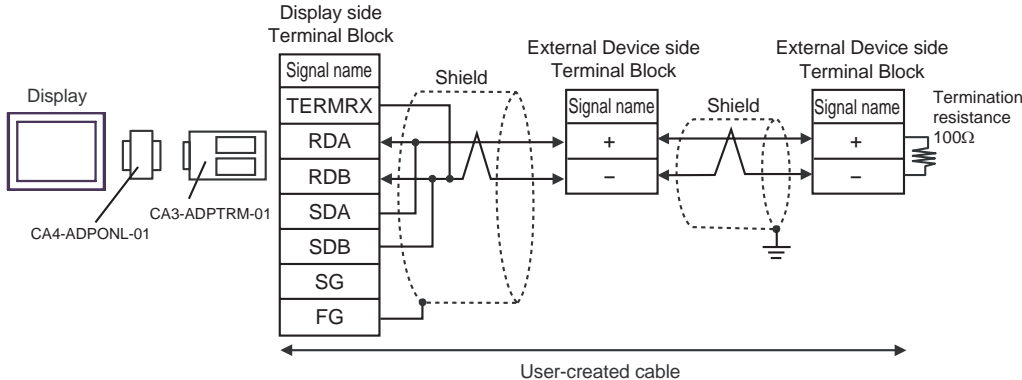 Display side
Terminal Block
Signal name
TERMRX
RDA
RDB
SDA
SDB
SG
FG
Display
CA4-ADPONL-01
CA3-ADPTRM-01
Shield
External Device side
Terminal Block
Signal name
+
−
Shield
External Device side
Terminal Block
Signal name
+
−
Termination
resistance
100Ω
User-created cable